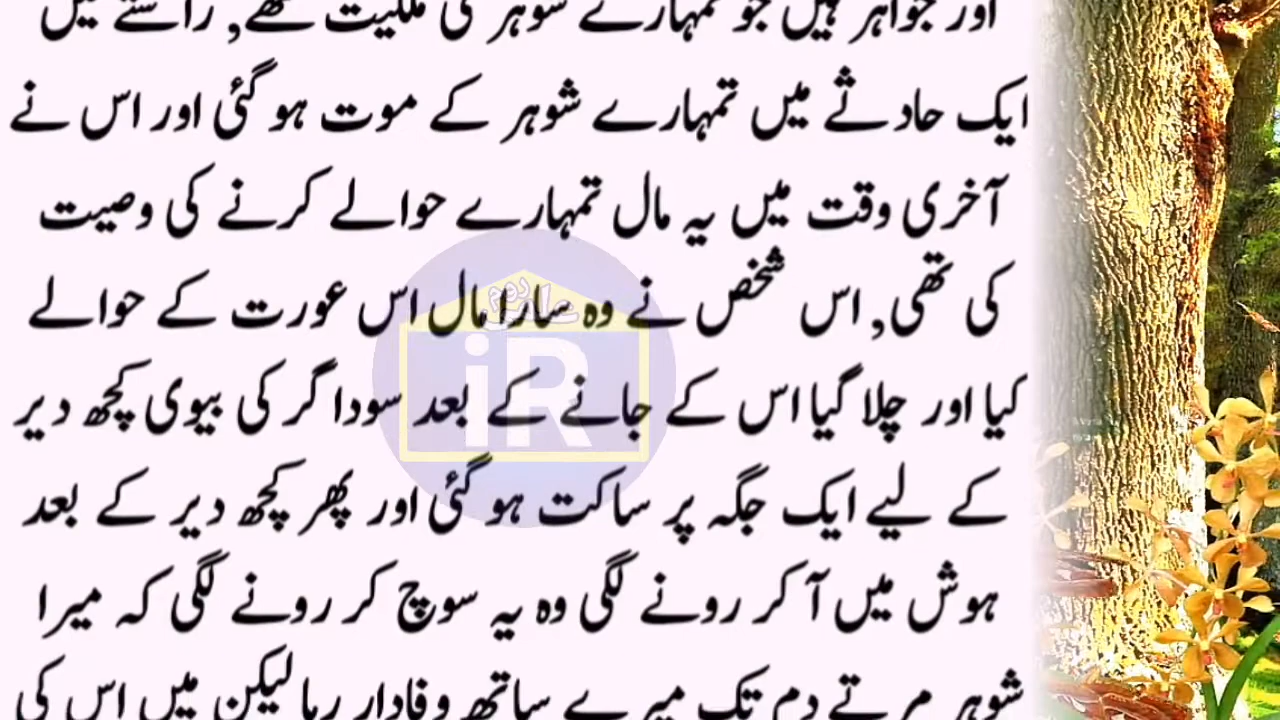 اور جواہر ہیں جو تمہارے شوہر کی ملکیت تھے, راستے میں
ایک حادثے میں تمہارے شوہر کے موت ہو گئی اور اس نے
آخری وقت میں یہ مال تمہارے حوالے کرنے کی وصیت
کی تھی, اس شخص نے وہ سارا مال اس عورت کے حوالے
کیا اور چلا گیا اس کے جانے کے بعد سوداگر کی بیوی کچھ دیر
کے لیے ایک جگہ پر ساکت ہو گئی اور پھر کچھ دیر کے بعد
ہوش میں آ کر رونے لگی وہ یہ سوچ کر رونے لگی کہ میرا
شوہر مرتے دم تک میرے ساتھ وفادار رہا لیکن میں اس کی
iR